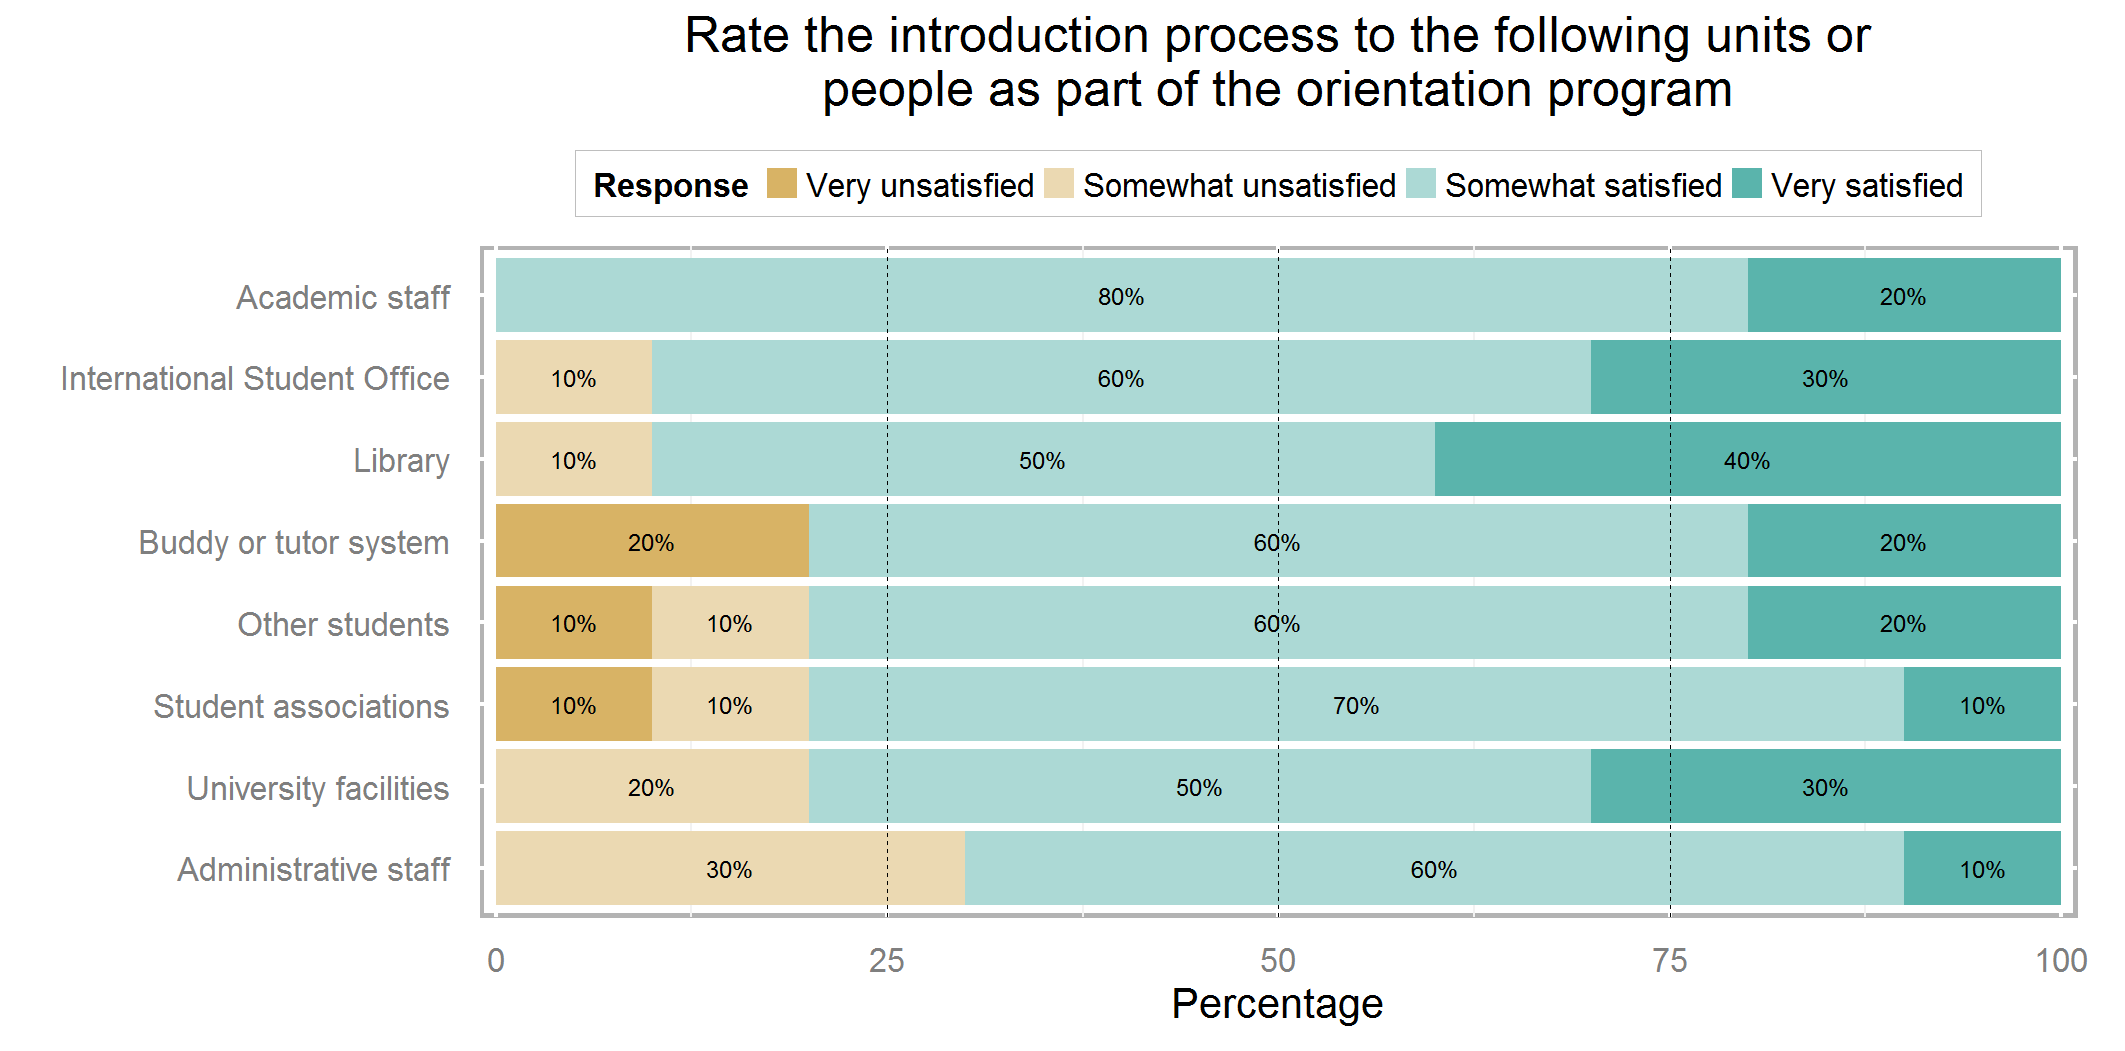 Rate the introduction process to the following units or
people as part of the orientation program
Response Very unsatisfied Somewhat unsatisfied Somewhat satisfied Very satisfied
Academic staff 80% 20%
International Student Office 10% 60% 30%
Library 10% 50% 40%
Buddy or tutor system 20% 60% 20%
Other students 10% 10% 60% 20%
Student associations 10% 10% 70% 10%
University facilities 20% 50% 30%
Administrative staff 30% 60% 10%
0 25 50 75 100
Percentage